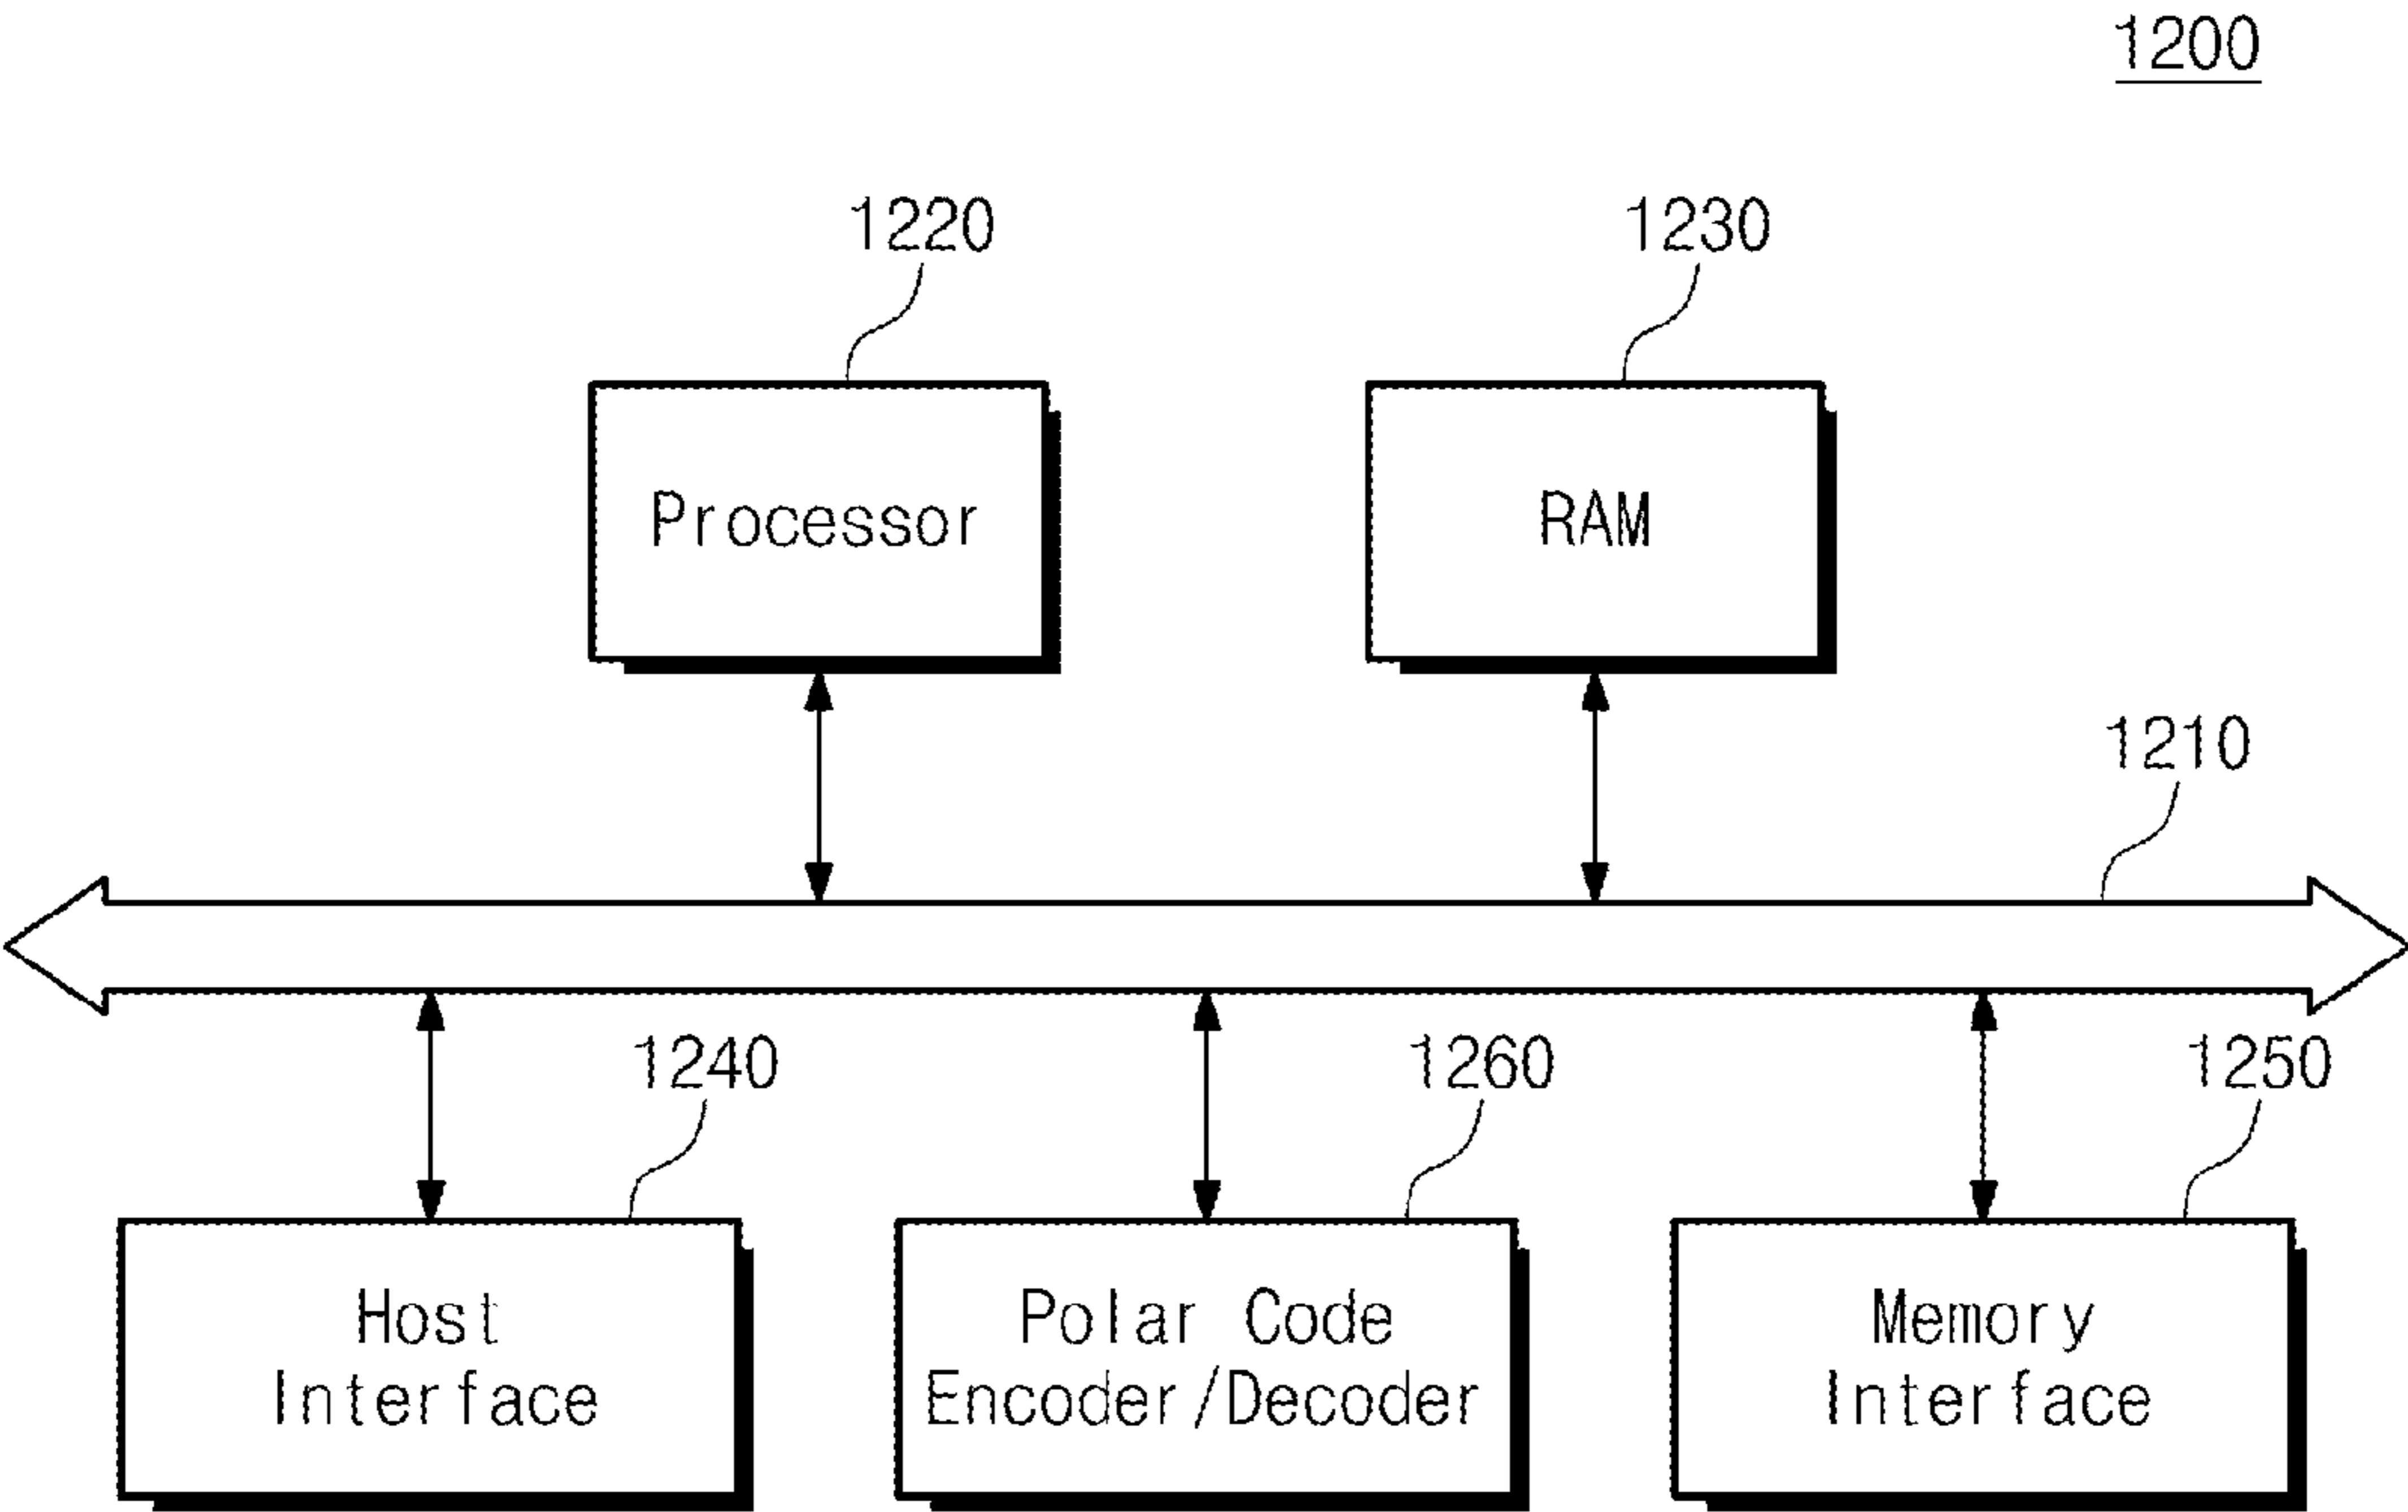 1200
1220
1230
Processor
RAM
1210
1240
1260
1250
Host
Interface
Polar Code
Encoder/Decoder
Memory
Interface